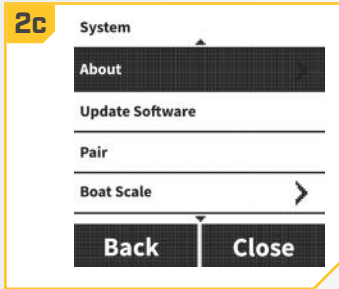 2c
System
About
Update Software
Pair
Boat Scale
Back Close